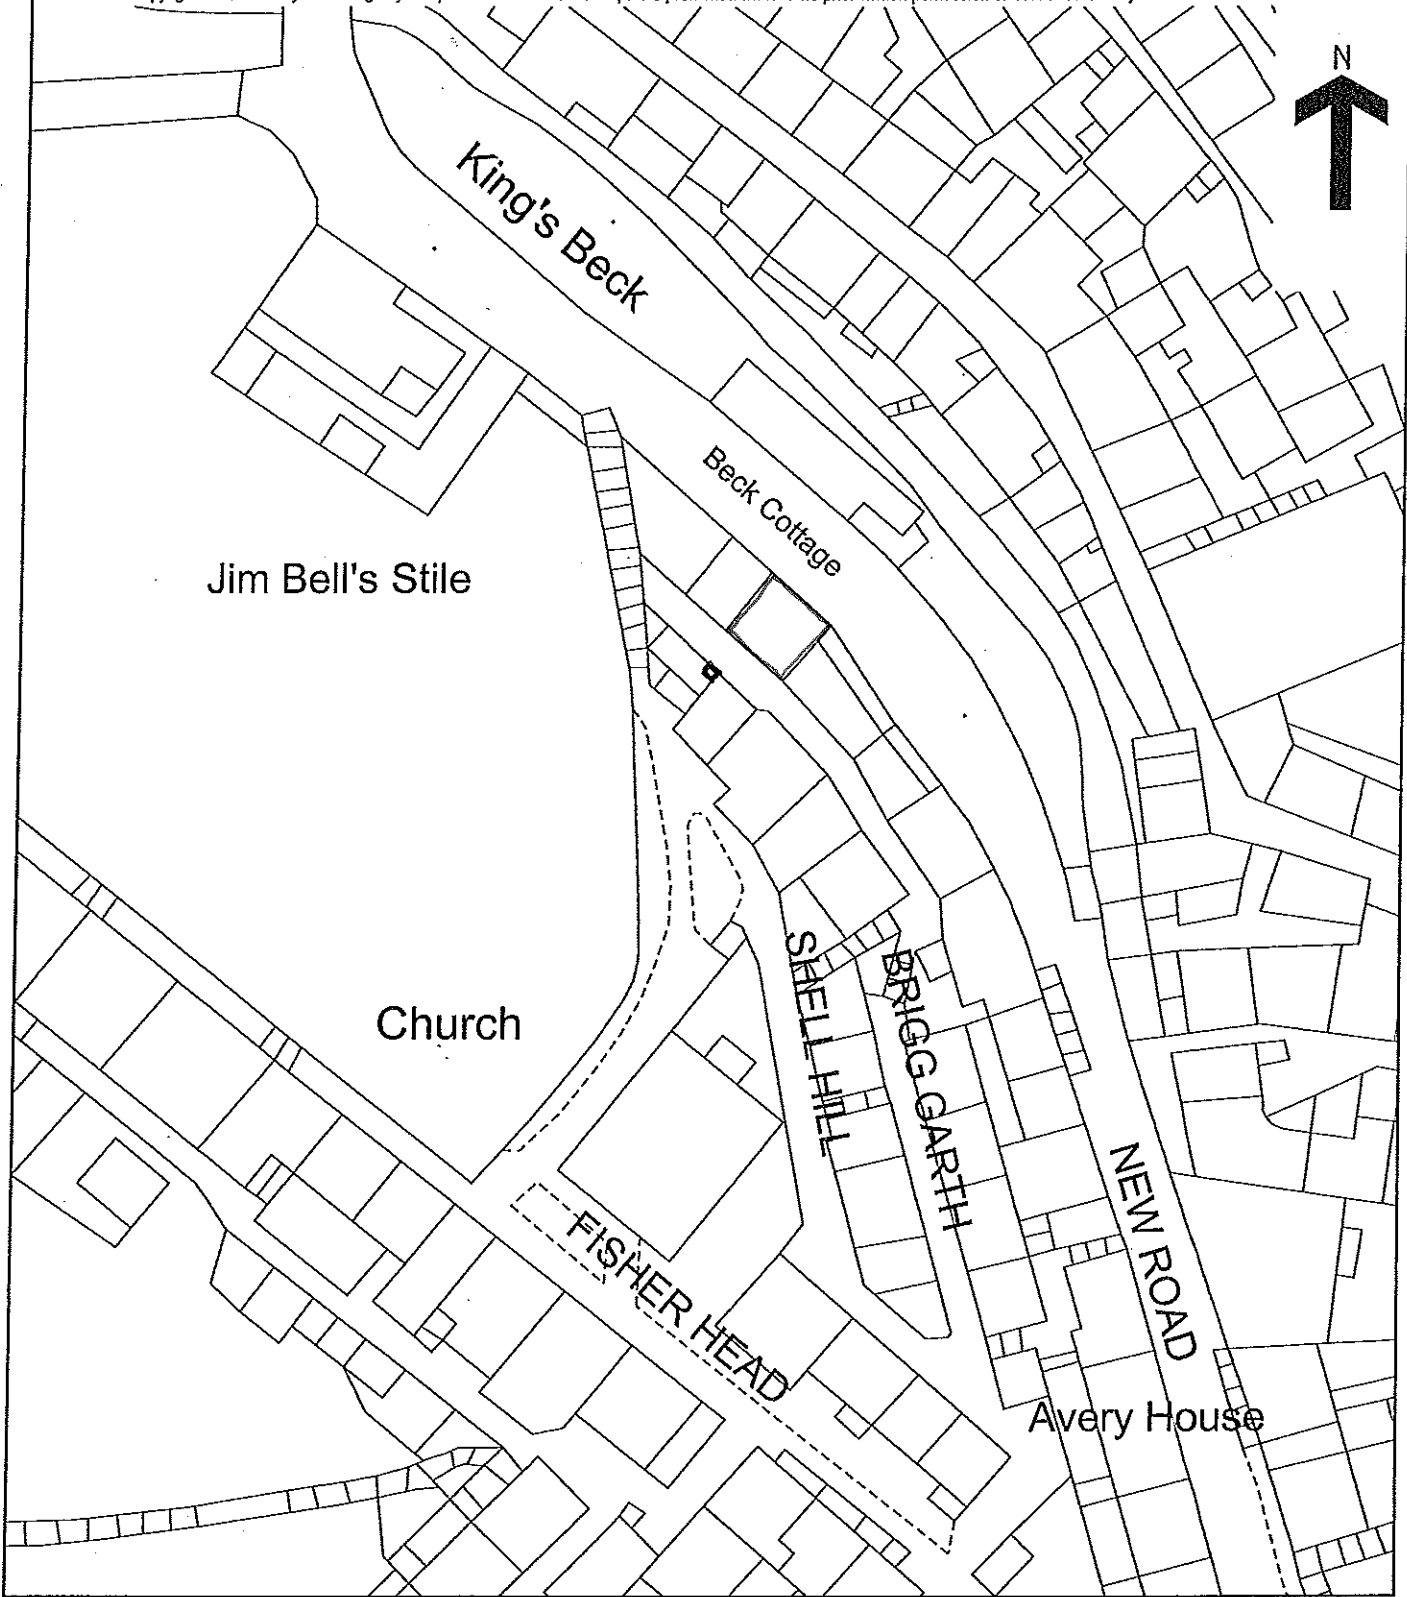 N
King's Beck
Beck Cottage
Jim Bell's Stile
Church
SHELL HILL
BRIGG GARTH
NEW ROAD
FISHER HEAD
Avery House